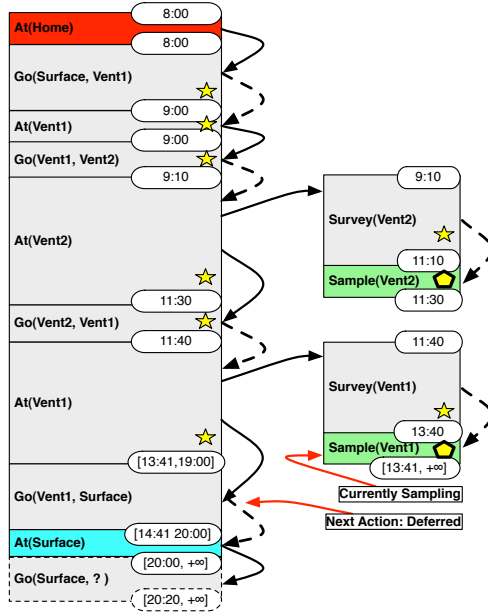 8:00
At(Home)
8:00
Go(Surface, Vent1)
9:00
At(Vent1)
9:00
Go(Vent1, Vent2)
9:10
At(Vent2)
11:30
Go(Vent2, Vent1)
11:40
At(Vent1)
[13:41,19:00]
Go(Vent1, Surface)
[14:41 20:00]
At(Surface)
[20:00, +∞]
Go(Surface, ? )
[20:20, +∞]
9:10
Survey(Vent2)
11:10
Sample(Vent2)
11:30
11:40
Survey(Vent1)
13:40
Sample(Vent1)
[13:41, +∞]
Currently Sampling
Next Action: Deferred